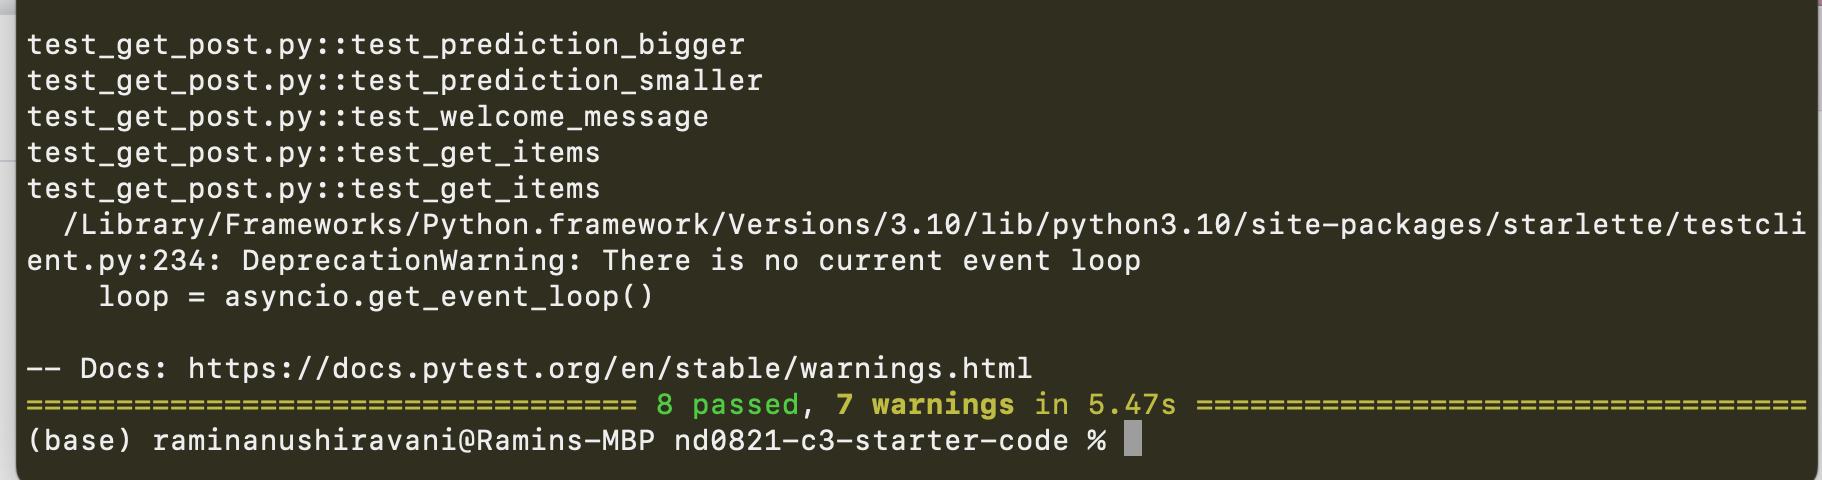 test_get_post.py::test_prediction_bigger
test_get_post.py::test_prediction_smaller
test_get_post.py::test_welcome_message
test_get_post.py::test_get_items
test_get_post.py::test_get_items
  /Library/Frameworks/Python.framework/Versions/3.10/lib/python3.10/site-packages/starlette/testcli
ent.py:234: DeprecationWarning: There is no current event loop
    loop = asyncio.get_event_loop()
-- Docs: https://docs.pytest.org/en/stable/warnings.html
================================== 8 passed, 7 warnings in 5.47s ==================================
(base) raminanushiravani@Ramins-MBP nd0821-c3-starter-code %